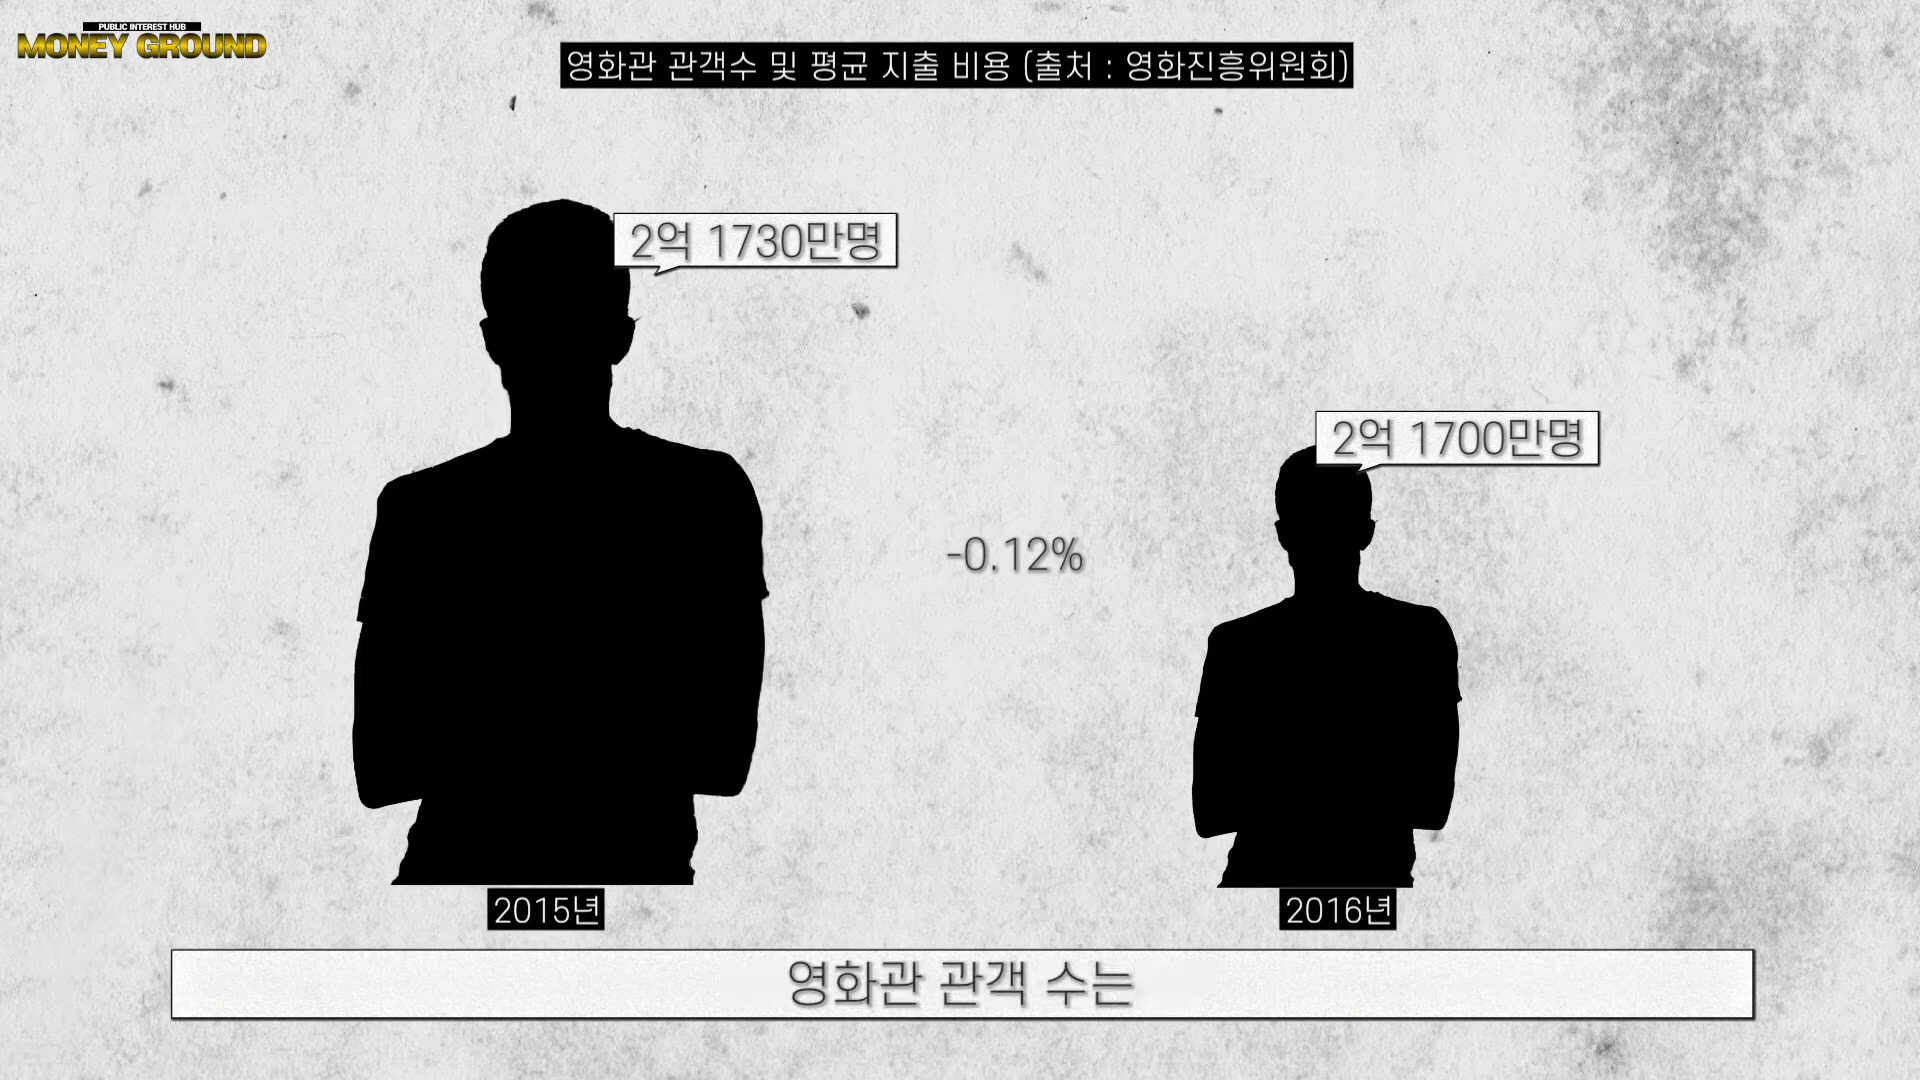 PUBLIC INTEREST HUB
MONEY GROUND
영화관 관객수 및 평균 지출 비용 (출처 : 영화진흥위원회)
2억 1730만명
2억 1700만명
-0.12%
2015년
2016년
영화관 관객 수는